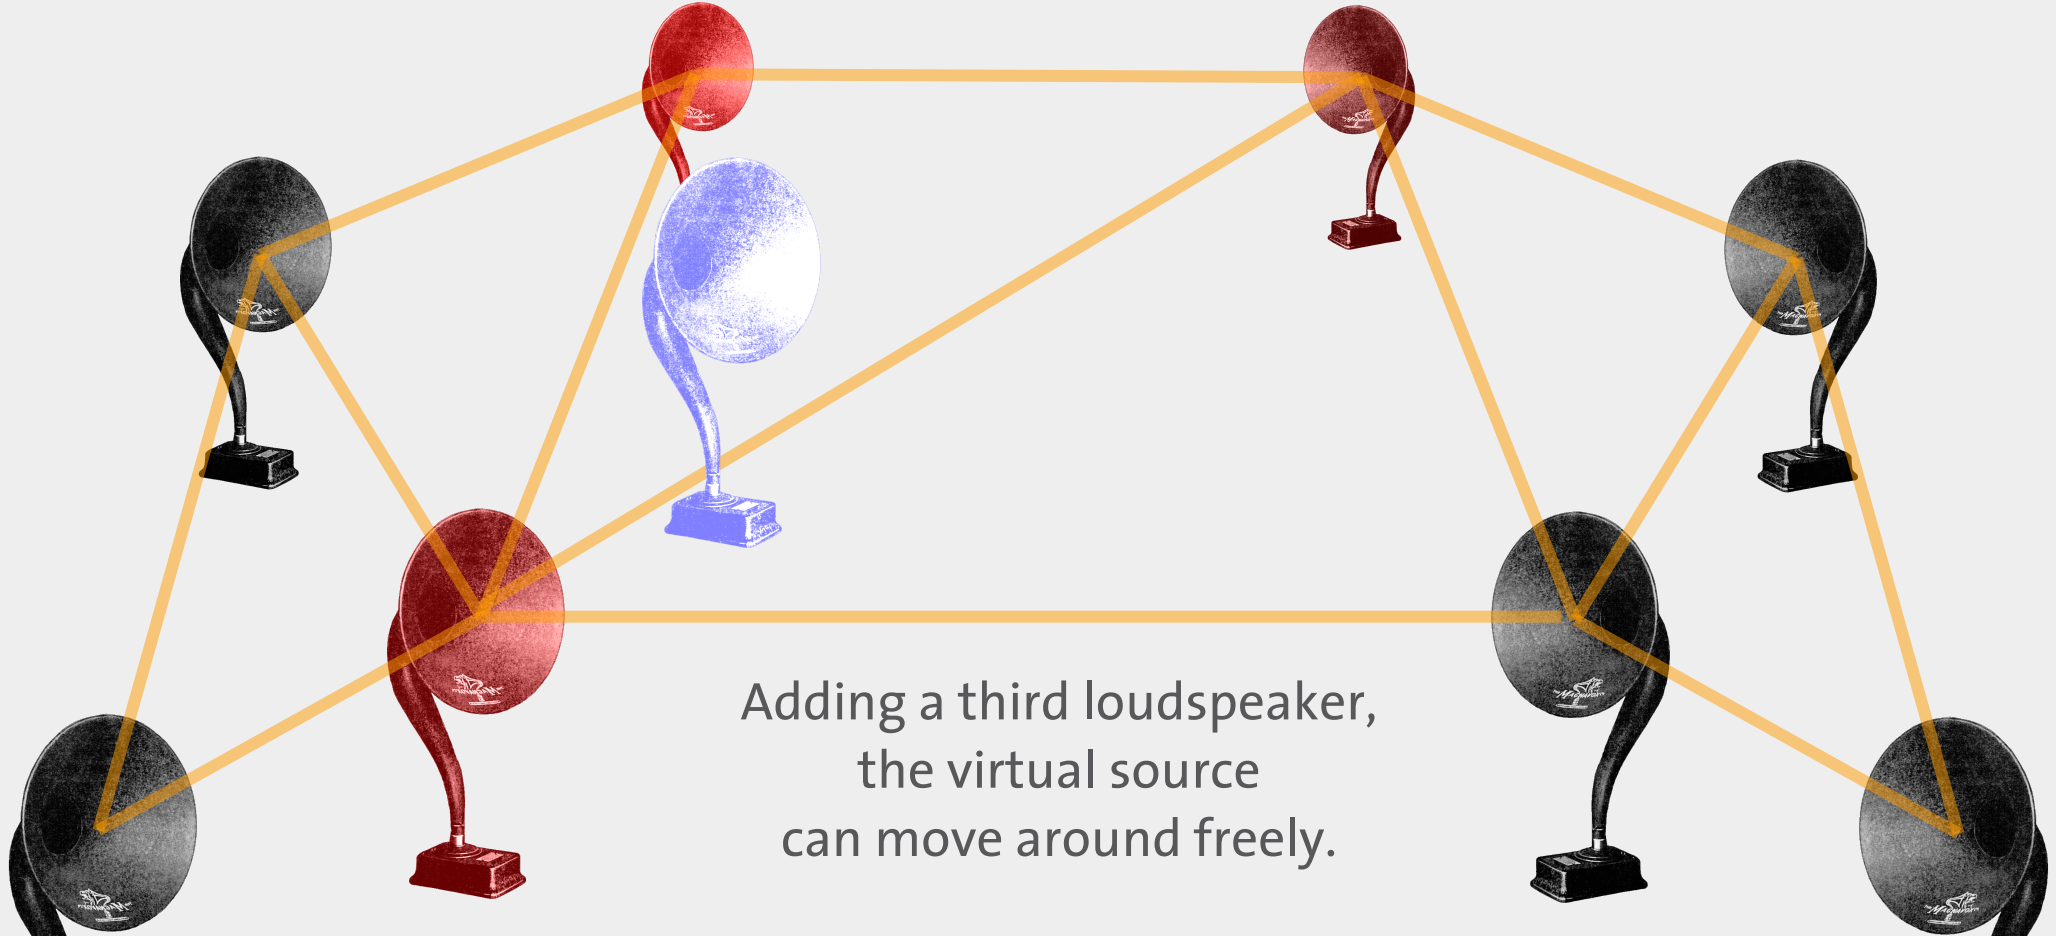 Adding a third loudspeaker,
the virtual source
can move around freely.